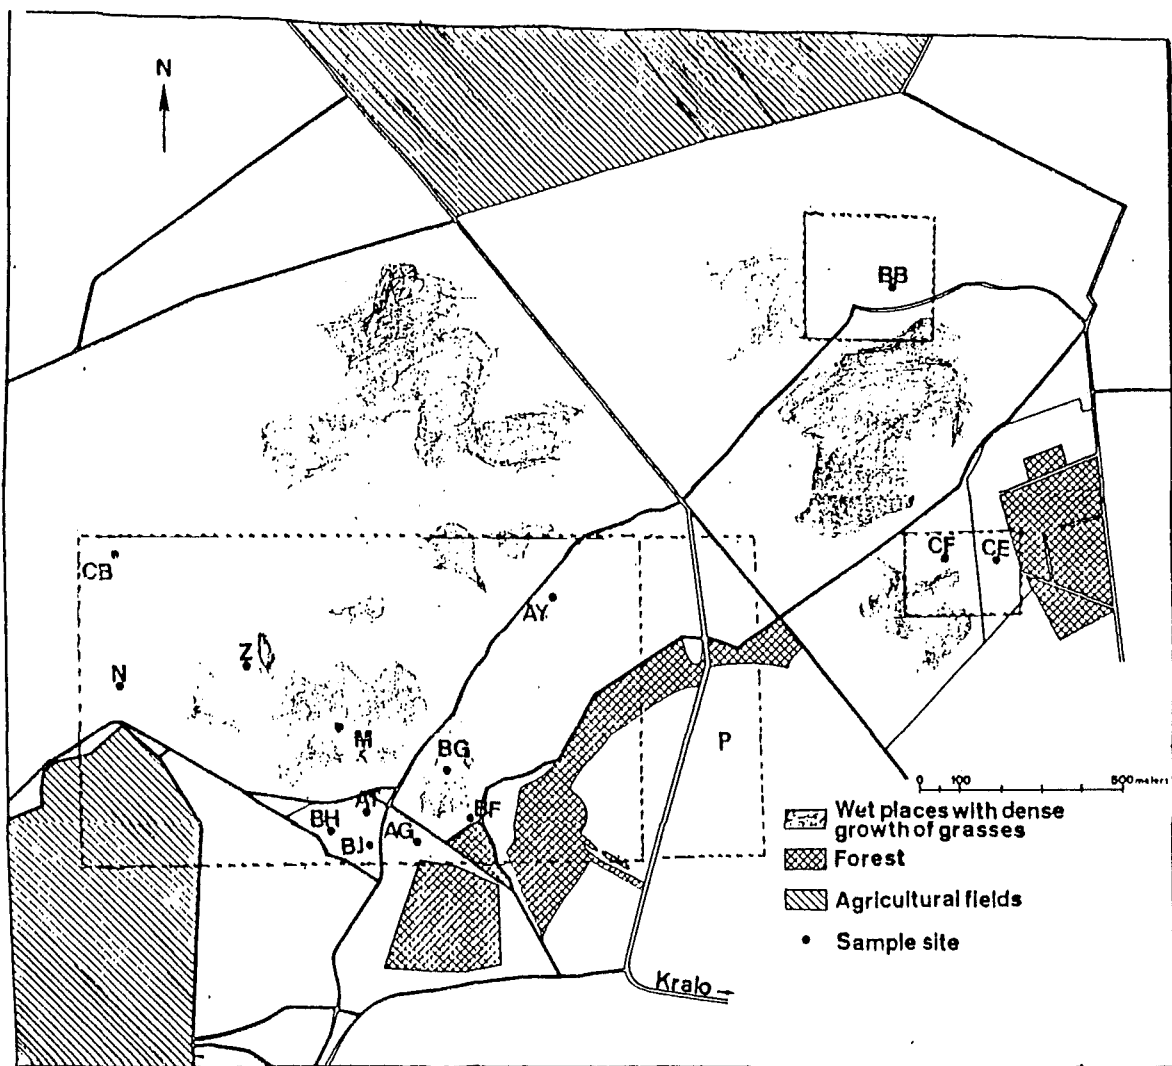 N
BB
CB
CF
CE
AY
Z
N
M
BG
P
AT
BH
BF
BJ
AG
0 100 500 meters
Wet places with dense
growth of grasses
Forest
Agricultural fields
Sample site
Kralo